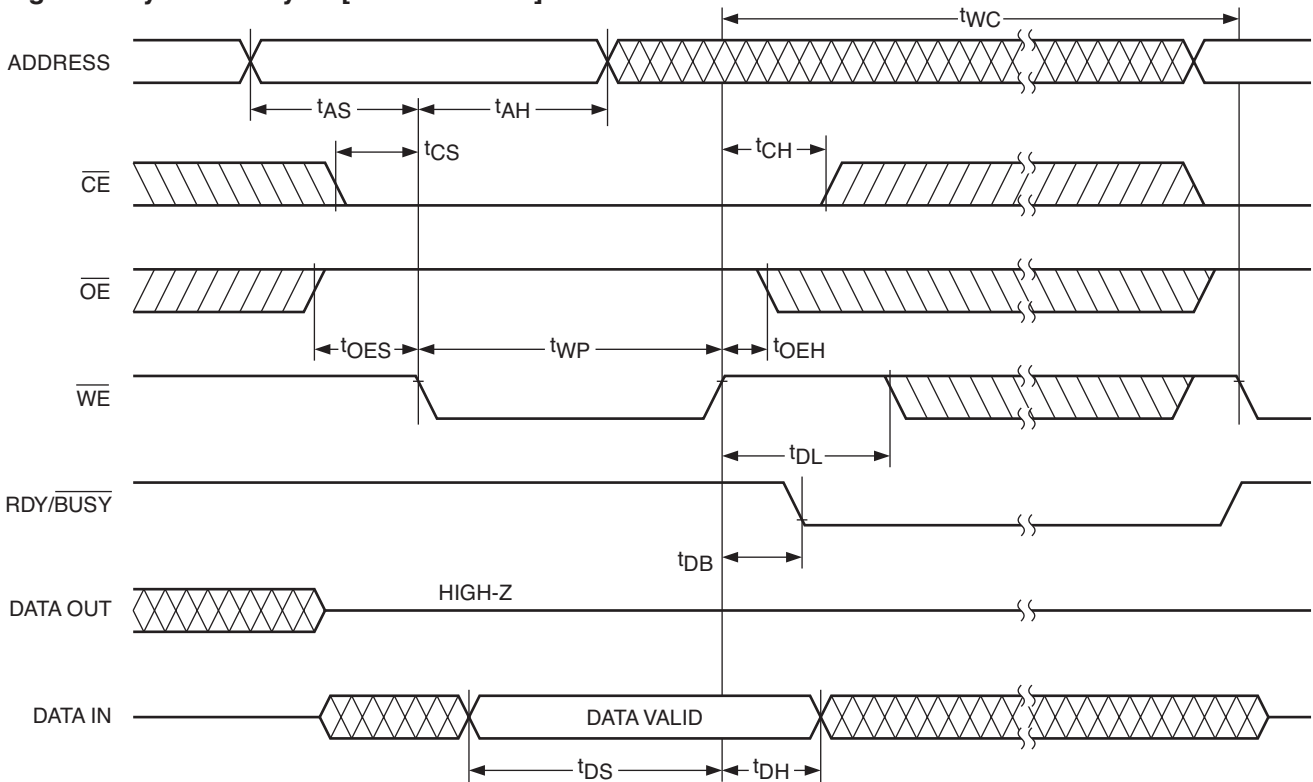 tWC
ADDRESS
tAS
tAH
tCS
tCH
CE
OE
tOES
tWP
tOEH
WE
tDL
RDY/BUSY
tDB
HIGH-Z
DATA OUT
DATA IN
DATA VALID
tDS
tDH